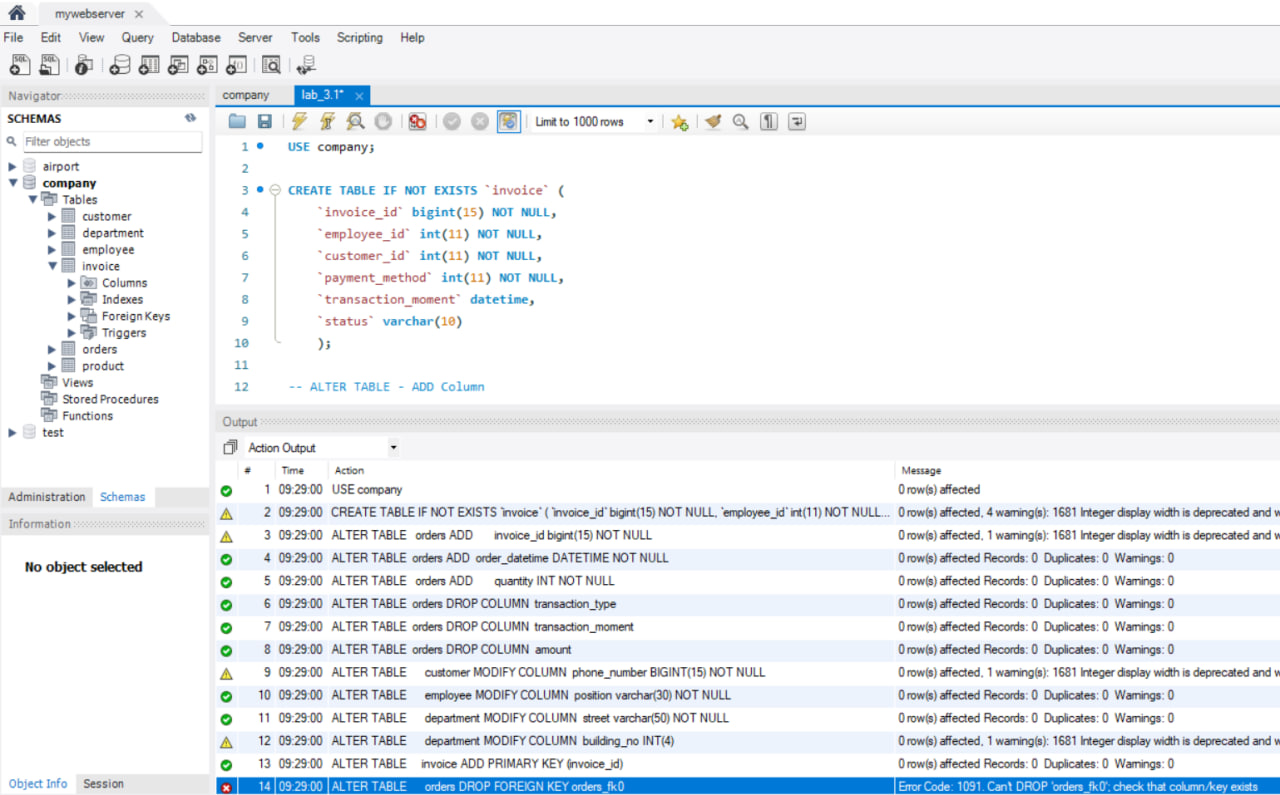 mywebserver
File Edit View Query Database Server Tools Scripting Help
Navigator
SCHEMAS
Filter objects
airport
company
Tables
customer
department
employee
invoice
Columns
Indexes
Foreign Keys
Triggers
orders
product
Views
Stored Procedures
Functions
test
Administration Schemas
Information
No object selected
Object Info Session
company lab_3.1*
Limit to 1000 rows
1 USE company;
2
3 CREATE TABLE IF NOT EXISTS `invoice` (
4 `invoice_id` bigint(15) NOT NULL,
5 `employee_id` int(11) NOT NULL,
6 `customer_id` int(11) NOT NULL,
7 `payment_method` int(11) NOT NULL,
8 `transaction_moment` datetime,
9 `status` varchar(10)
10 );
11
12 -- ALTER TABLE - ADD Column
Output
Action Output
# Time Action Message
1 09:29:00 USE company 0 row(s) affected
2 09:29:00 CREATE TABLE IF NOT EXISTS `invoice` ( `invoice_id` bigint(15) NOT NULL, `employee_id` int(11) NOT NULL... 0 row(s) affected, 4 warning(s): 1681 Integer display width is deprecated and w
3 09:29:00 ALTER TABLE orders ADD invoice_id bigint(15) NOT NULL 0 row(s) affected, 1 warning(s): 1681 Integer display width is deprecated and w
4 09:29:00 ALTER TABLE orders ADD order_datetime DATETIME NOT NULL 0 row(s) affected Records: 0 Duplicates: 0 Warnings: 0
5 09:29:00 ALTER TABLE orders ADD quantity INT NOT NULL 0 row(s) affected Records: 0 Duplicates: 0 Warnings: 0
6 09:29:00 ALTER TABLE orders DROP COLUMN transaction_type 0 row(s) affected Records: 0 Duplicates: 0 Warnings: 0
7 09:29:00 ALTER TABLE orders DROP COLUMN transaction_moment 0 row(s) affected Records: 0 Duplicates: 0 Warnings: 0
8 09:29:00 ALTER TABLE orders DROP COLUMN amount 0 row(s) affected Records: 0 Duplicates: 0 Warnings: 0
9 09:29:00 ALTER TABLE customer MODIFY COLUMN phone_number BIGINT(15) NOT NULL 0 row(s) affected, 1 warning(s): 1681 Integer display width is deprecated and w
10 09:29:00 ALTER TABLE employee MODIFY COLUMN position varchar(30) NOT NULL 0 row(s) affected Records: 0 Duplicates: 0 Warnings: 0
11 09:29:00 ALTER TABLE department MODIFY COLUMN street varchar(50) NOT NULL 0 row(s) affected Records: 0 Duplicates: 0 Warnings: 0
12 09:29:00 ALTER TABLE department MODIFY COLUMN building_no INT(4) 0 row(s) affected, 1 warning(s): 1681 Integer display width is deprecated and w
13 09:29:00 ALTER TABLE invoice ADD PRIMARY KEY (invoice_id) 0 row(s) affected Records: 0 Duplicates: 0 Warnings: 0
14 09:29:00 ALTER TABLE orders DROP FOREIGN KEY orders_fk0 Error Code: 1091. Can't DROP 'orders_fk0'; check that column/key exists